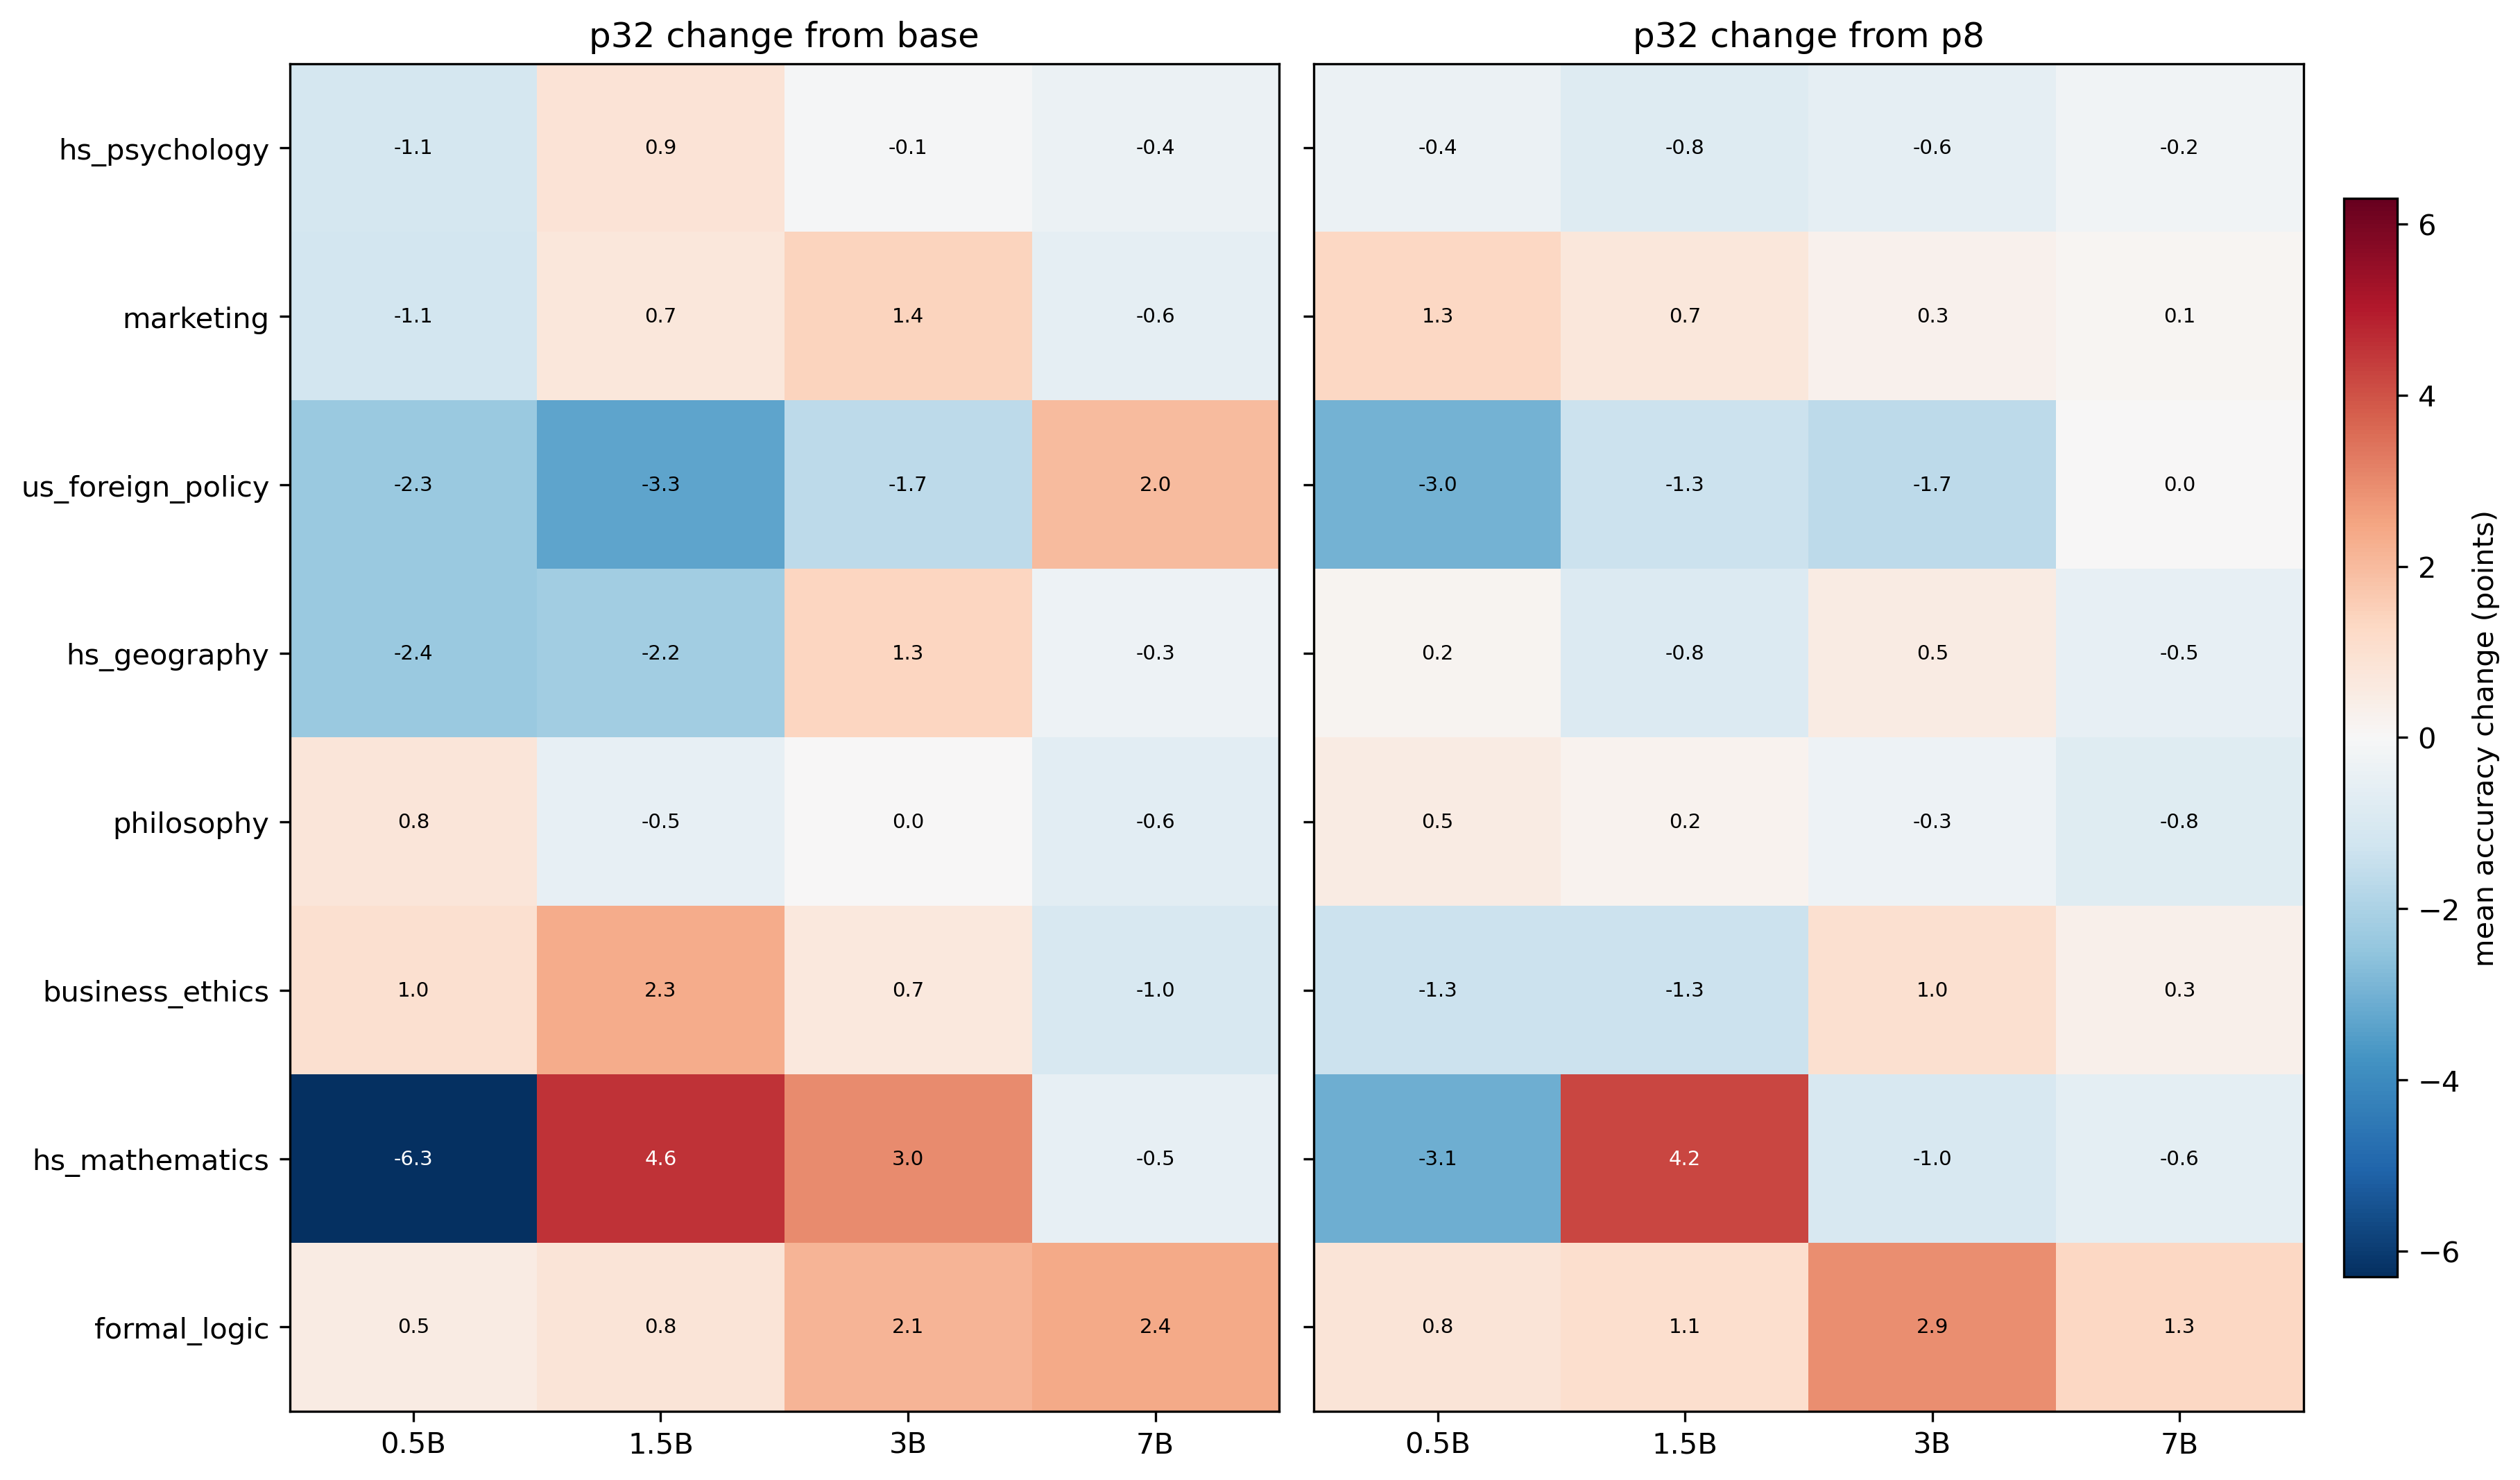 p32 change from base
p32 change from p8
hs_psychology -1.1 0.9 -0.1 -0.4 -0.4 -0.8 -0.6 -0.2
marketing -1.1 0.7 1.4 -0.6 1.3 0.7 0.3 0.1
us_foreign_policy -2.3 -3.3 -1.7 2.0 -3.0 -1.3 -1.7 0.0
hs_geography -2.4 -2.2 1.3 -0.3 0.2 -0.8 0.5 -0.5
philosophy 0.8 -0.5 0.0 -0.6 0.5 0.2 -0.3 -0.8
business_ethics 1.0 2.3 0.7 -1.0 -1.3 -1.3 1.0 0.3
hs_mathematics -6.3 4.6 3.0 -0.5 -3.1 4.2 -1.0 -0.6
formal_logic 0.5 0.8 2.1 2.4 0.8 1.1 2.9 1.3
0.5B 1.5B 3B 7B 0.5B 1.5B 3B 7B
6
4
2
0
−2
−4
−6
mean accuracy change (points)